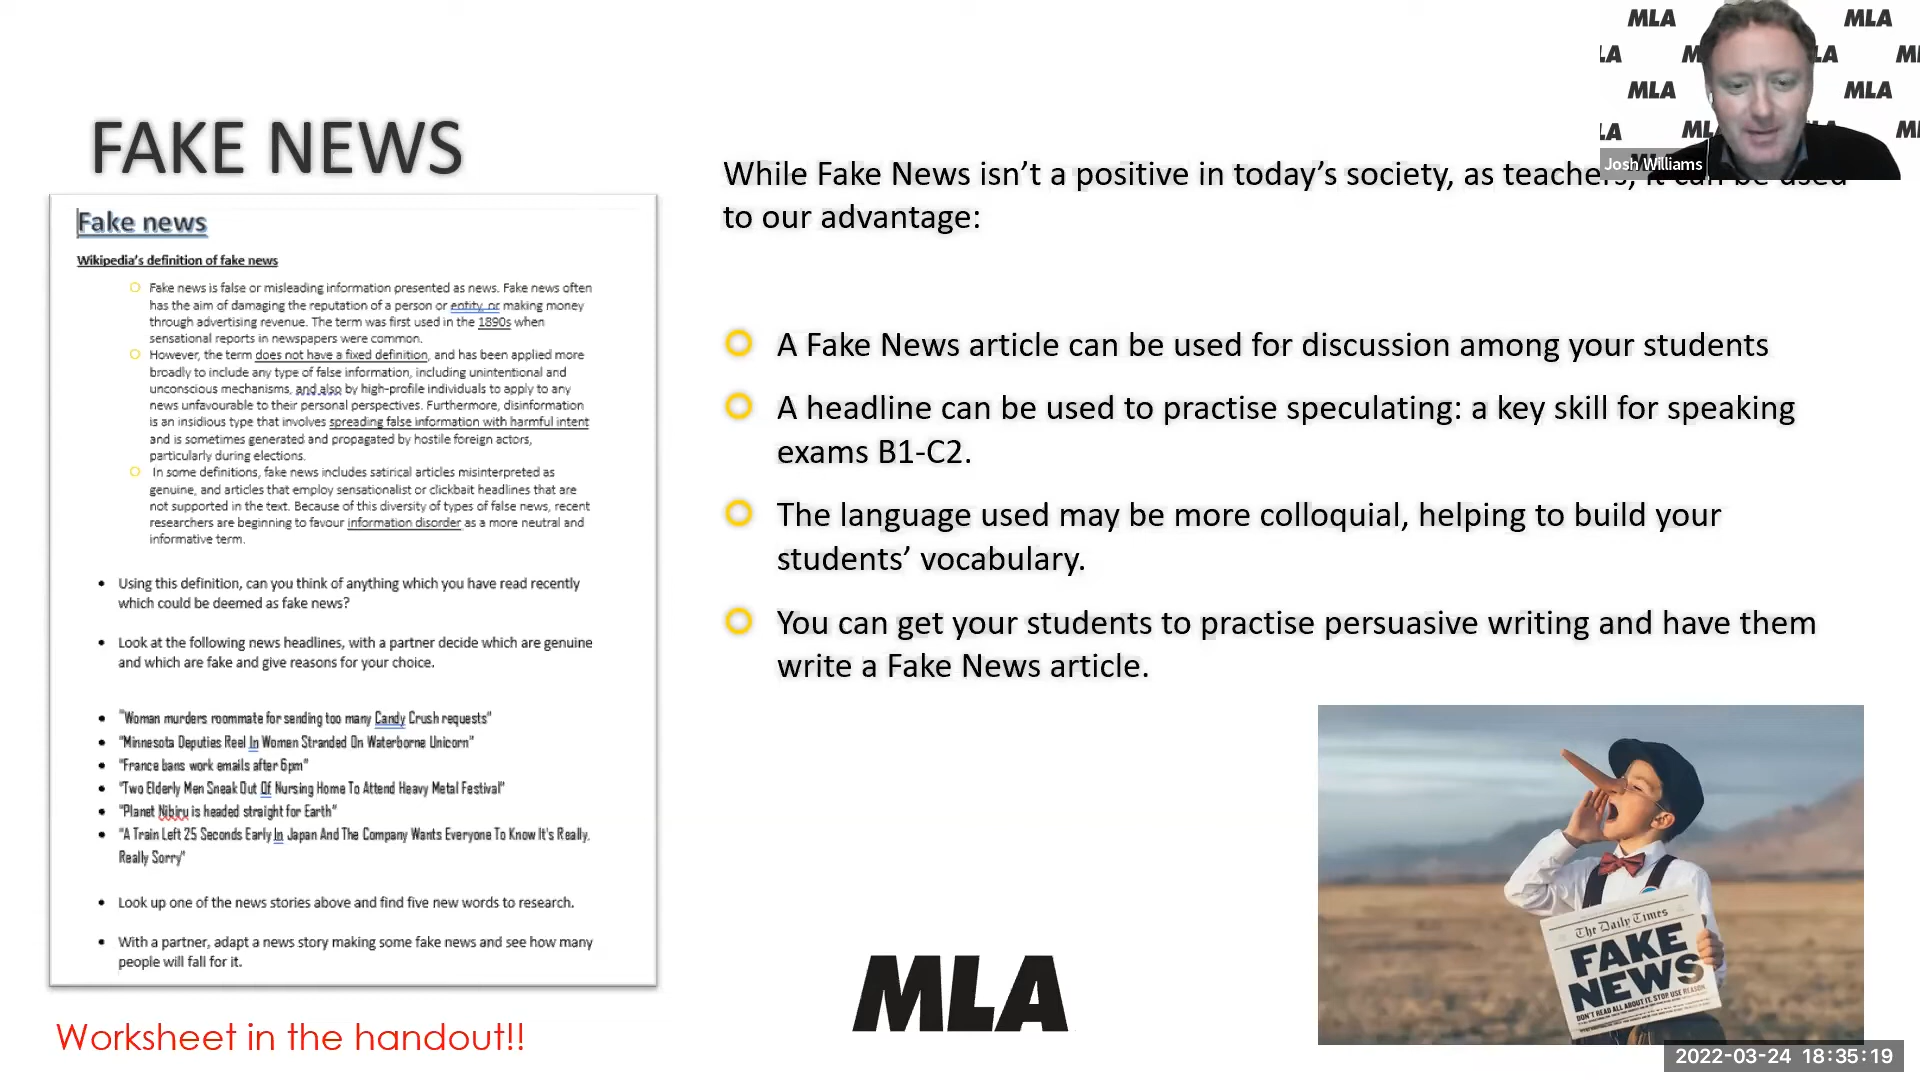 FAKE NEWS
Fake news
Wikipedia's definition of fake news
Fake news is false or misleading information presented as news. Fake news often
has the aim of damaging the reputation of a person or entity, or making money
through advertising revenue. The term was first used in the 1890s when
sensational reports in newspapers were common.
However, the term does not have a fixed definition, and has been applied more
broadly to include any type of false information, including unintentional and
unconscious mechanisms, and also by high-profile individuals to apply to any
news unfavourable to their personal perspectives. Furthermore, disinformation
is an insidious type that involves spreading false information with harmful intent
and is sometimes generated and propagated by hostile foreign actors,
particularly during elections.
In some definitions, fake news includes satirical articles misinterpreted as
genuine, and articles that employ sensationalist or clickbait headlines that are
not supported in the text. Because of this diversity of types of false news, recent
researchers are beginning to favour information disorder as a more neutral and
informative term.
• Using this definition, can you think of anything which you have read recently
which could be deemed as fake news?
• Look at the following news headlines, with a partner decide which are genuine
and which are fake and give reasons for your choice.
• "Woman murders roommate for sending too many Candy Crush requests"
• "Minnesota Deputies Reel In Women Stranded On Waterborne Unicorn"
• "France bans work emails after 6pm"
• "Two Elderly Men Sneak Out Of Nursing Home To Attend Heavy Metal Festival"
• "Planet Nibiru is headed straight for Earth"
• "A Train Left 25 Seconds Early In Japan And The Company Wants Everyone To Know It's Really,
Really Sorry"
• Look up one of the news stories above and find five new words to research.
• With a partner, adapt a news story making some fake news and see how many
people will fall for it.
Worksheet in the handout!!
While Fake News isn't a positive in today's society, as teachers, it can be used
to our advantage:
A Fake News article can be used for discussion among your students
A headline can be used to practise speculating: a key skill for speaking
exams B1-C2.
The language used may be more colloquial, helping to build your
students' vocabulary.
You can get your students to practise persuasive writing and have them
write a Fake News article.
MLA
The Daily Times
FAKE
NEWS
DON'T READ ALL ABOUT IT, STOP USE REASON
MLA MLA
MLA MLA
Josh Williams
2022-03-24 18:35:19